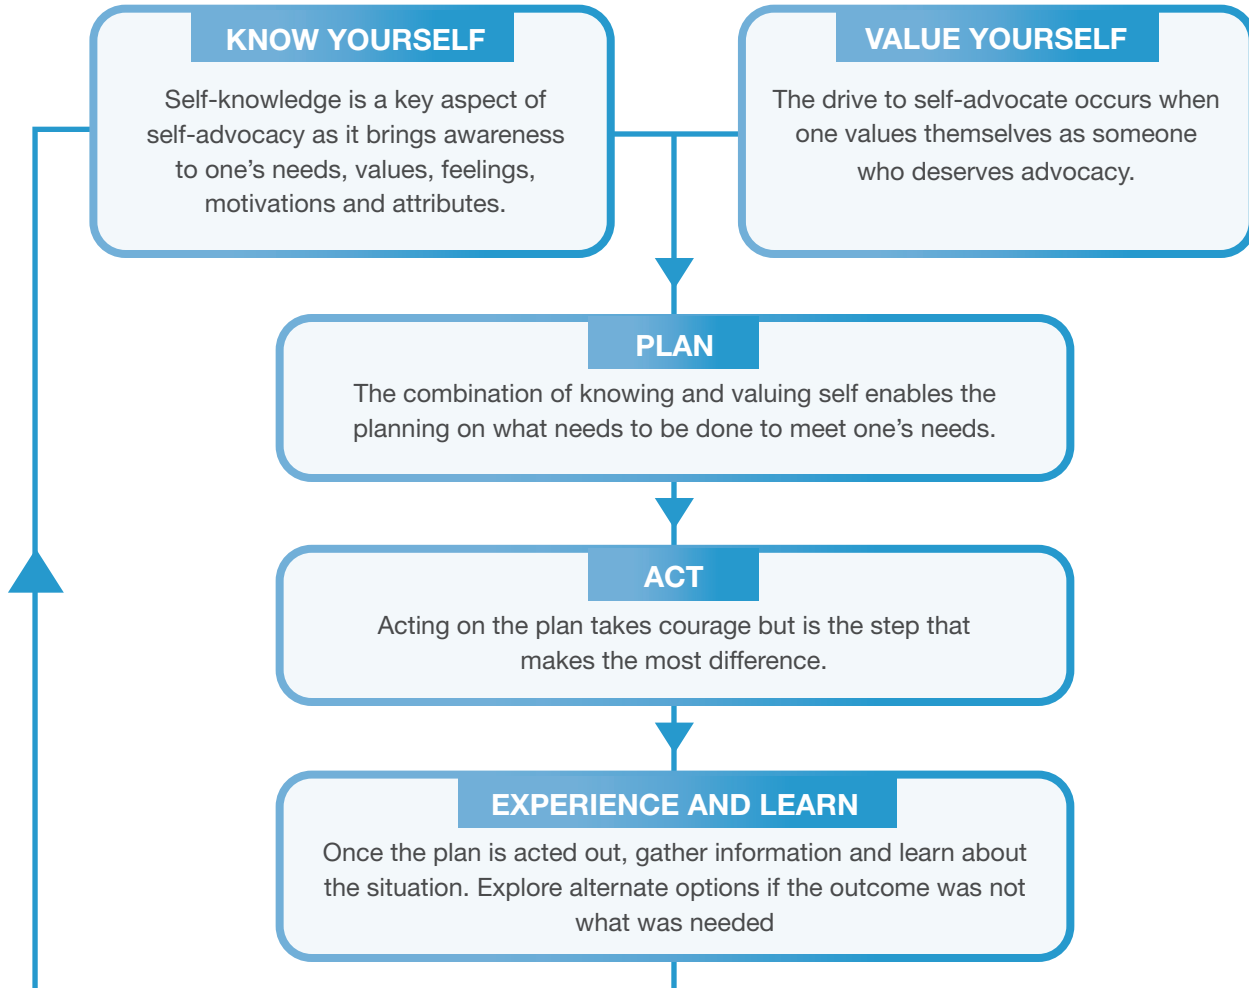 KNOW YOURSELF
Self-knowledge is a key aspect of
self-advocacy as it brings awareness
to one’s needs, values, feelings,
motivations and attributes.
VALUE YOURSELF
The drive to self-advocate occurs when
one values themselves as someone
who deserves advocacy.
PLAN
The combination of knowing and valuing self enables the
planning on what needs to be done to meet one’s needs.
ACT
Acting on the plan takes courage but is the step that
makes the most difference.
EXPERIENCE AND LEARN
Once the plan is acted out, gather information and learn about
the situation. Explore alternate options if the outcome was not
what was needed